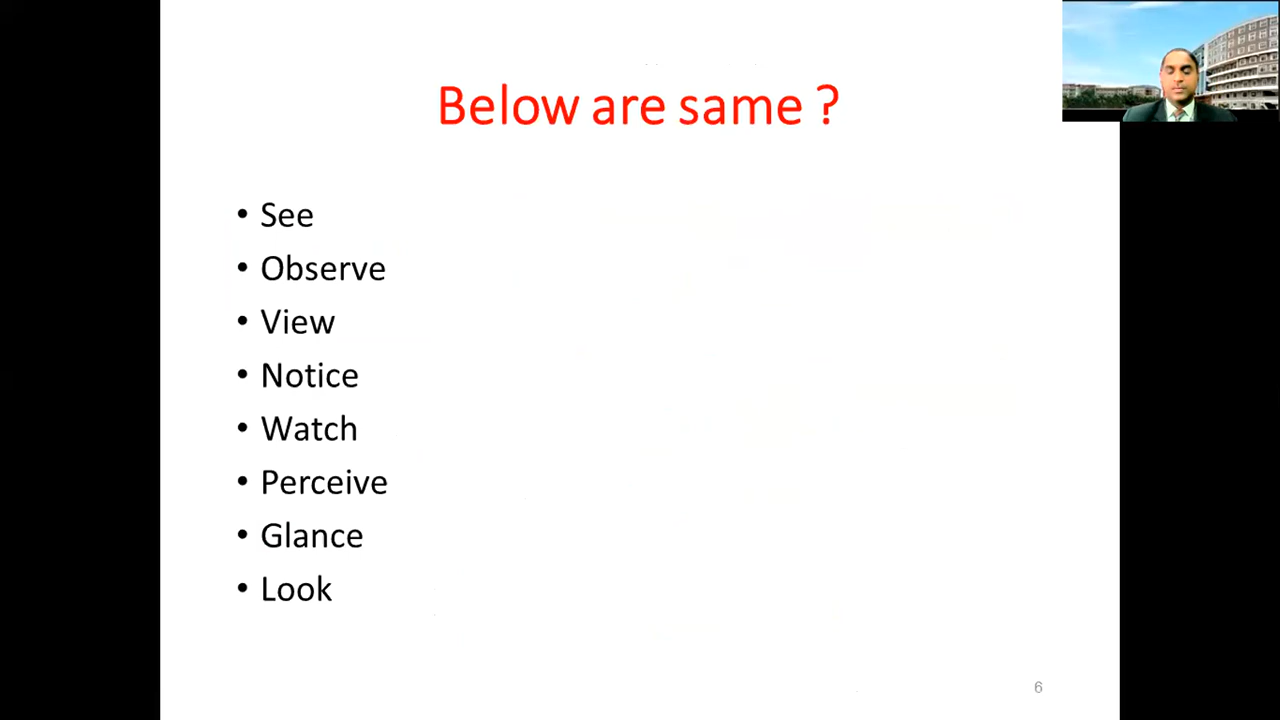 Below are same ?
• See
• Observe
• View
• Notice
• Watch
• Perceive
• Glance
• Look
6